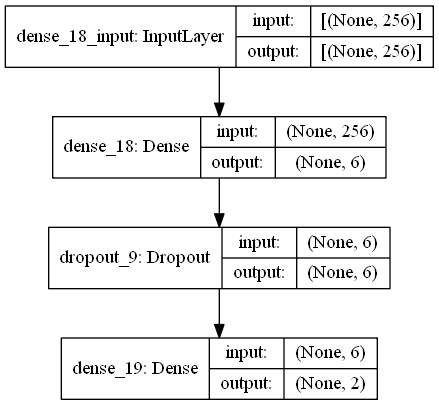 dense_18_input: InputLayer
input: [(None, 256)]
output: [(None, 256)]
dense_18: Dense
input: (None, 256)
output: (None, 6)
dropout_9: Dropout
input: (None, 6)
output: (None, 6)
dense_19: Dense
input: (None, 6)
output: (None, 2)